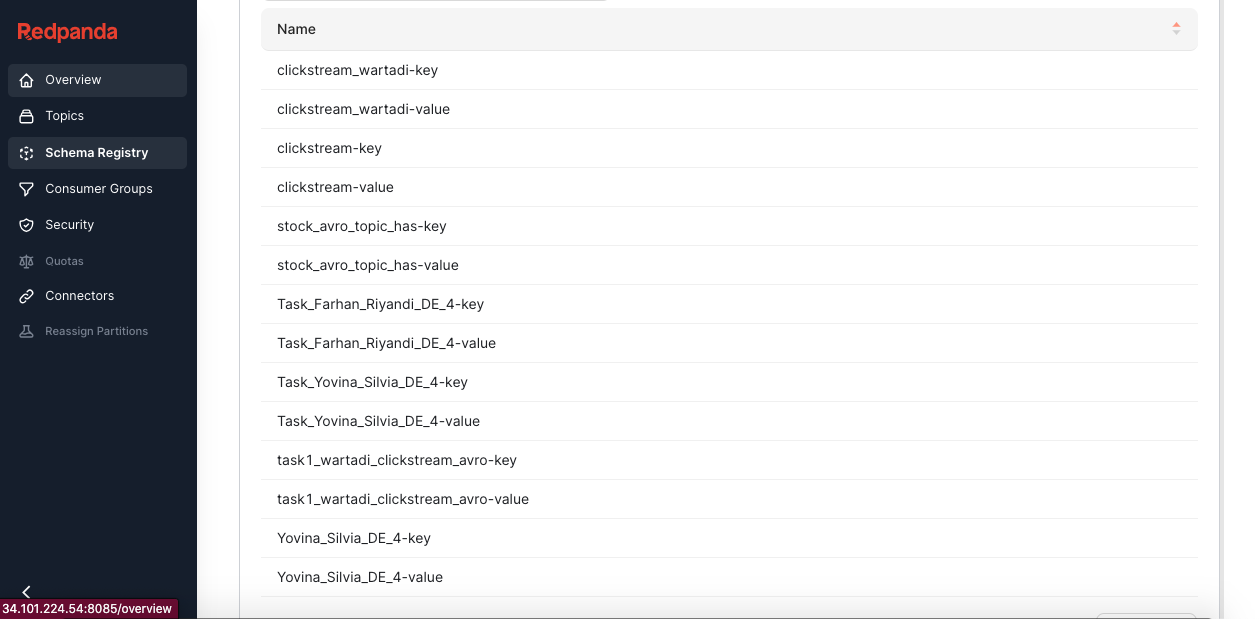 Redpanda
Overview
Topics
Schema Registry
Consumer Groups
Security
Quotas
Connectors
Reassign Partitions
34.101.224.54:8085/overview
Name
clickstream_wartadi-key
clickstream_wartadi-value
clickstream-key
clickstream-value
stock_avro_topic_has-key
stock_avro_topic_has-value
Task_Farhan_Riyandi_DE_4-key
Task_Farhan_Riyandi_DE_4-value
Task_Yovina_Silvia_DE_4-key
Task_Yovina_Silvia_DE_4-value
task1_wartadi_clickstream_avro-key
task1_wartadi_clickstream_avro-value
Yovina_Silvia_DE_4-key
Yovina_Silvia_DE_4-value